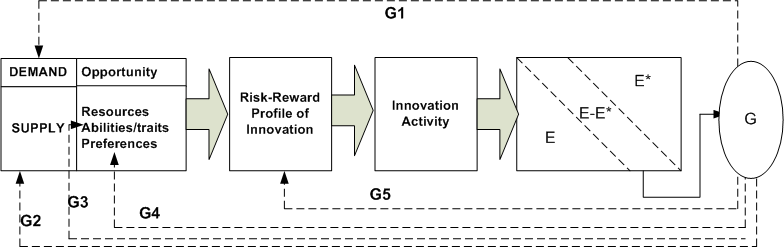 G1
DEMAND
Opportunity
SUPPLY
Resources
Abilities/traits
Preferences
Risk-Reward
Profile of
Innovation
Innovation
Activity
E*
E-E*
E
G
G5
G3
G4
G2